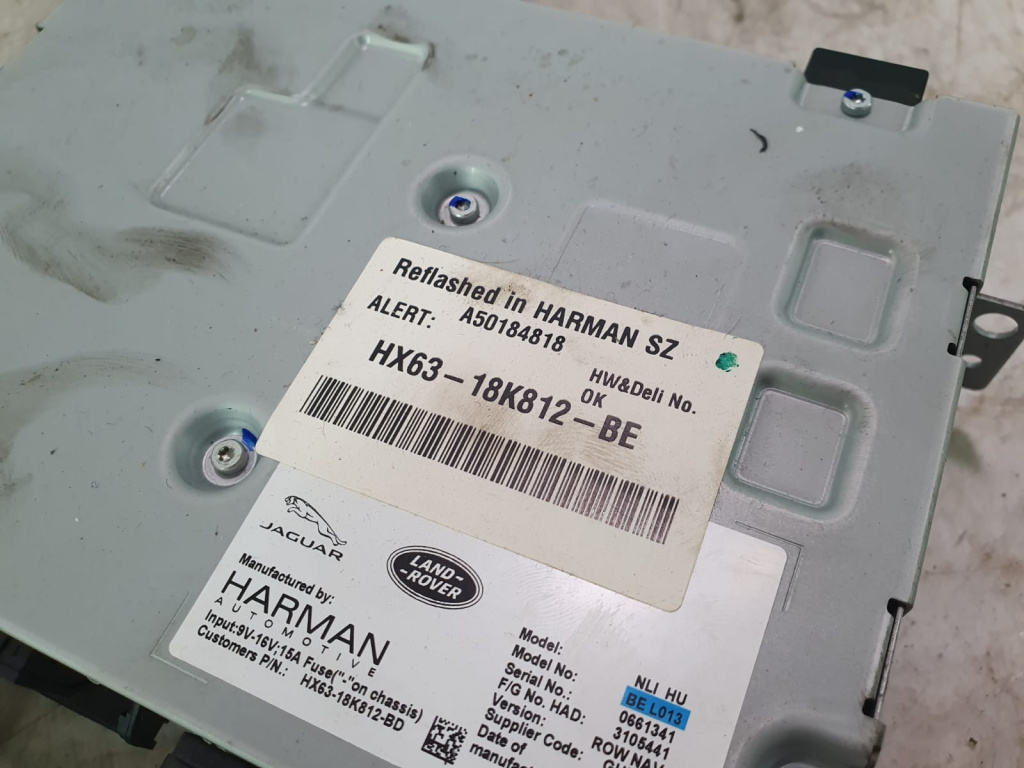 Reflashed in HARMAN SZ
ALERT: A50184818
HW&Deli No.
OK
HX63-18K812-BE
JAGUAR
LAND-
-ROVER
Manufactured by:
HARMAN
AUTOMOTIVE
Input:9V-16V:15A Fuse("-"on chassis)
Customers P/N.: HX63-18K812-BD
Model: NLI HU
Model No: BE L013
Serial No.: 0661341
F/G No. HAD: 3105441
Version: ROW NAV
Supplier Code:
Date of